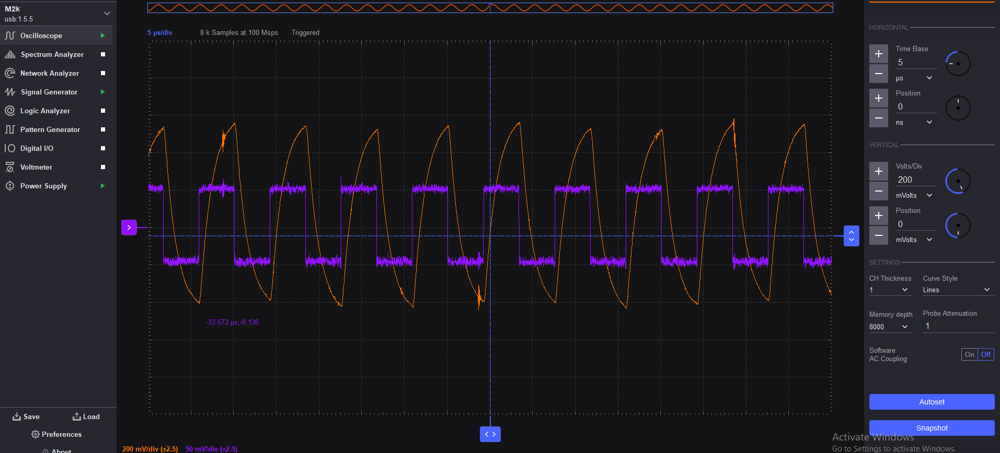 M2k
usb:1.5.5
Oscilloscope
Spectrum Analyzer
Network Analyzer
Signal Generator
Logic Analyzer
Pattern Generator
Digital I/O
Voltmeter
Power Supply
Save
Load
Preferences
About
5 µs/div
8 k Samples at 100 Msps
Triggered
-33.573 µs,-0.136
200 mV/div (±2.5)
50 mV/div (±2.5)
HORIZONTAL
Time Base
5
µs
Position
0
ns
VERTICAL
Volts/Div
200
mVolts
Position
0
mVolts
SETTINGS
CH Thickness
Curve Style
1
Lines
Memory depth
Probe Attenuation
8000
1
Software
AC Coupling
On
Off
Autoset
Snapshot
Activate Windows
Go to Settings to activate Windows.